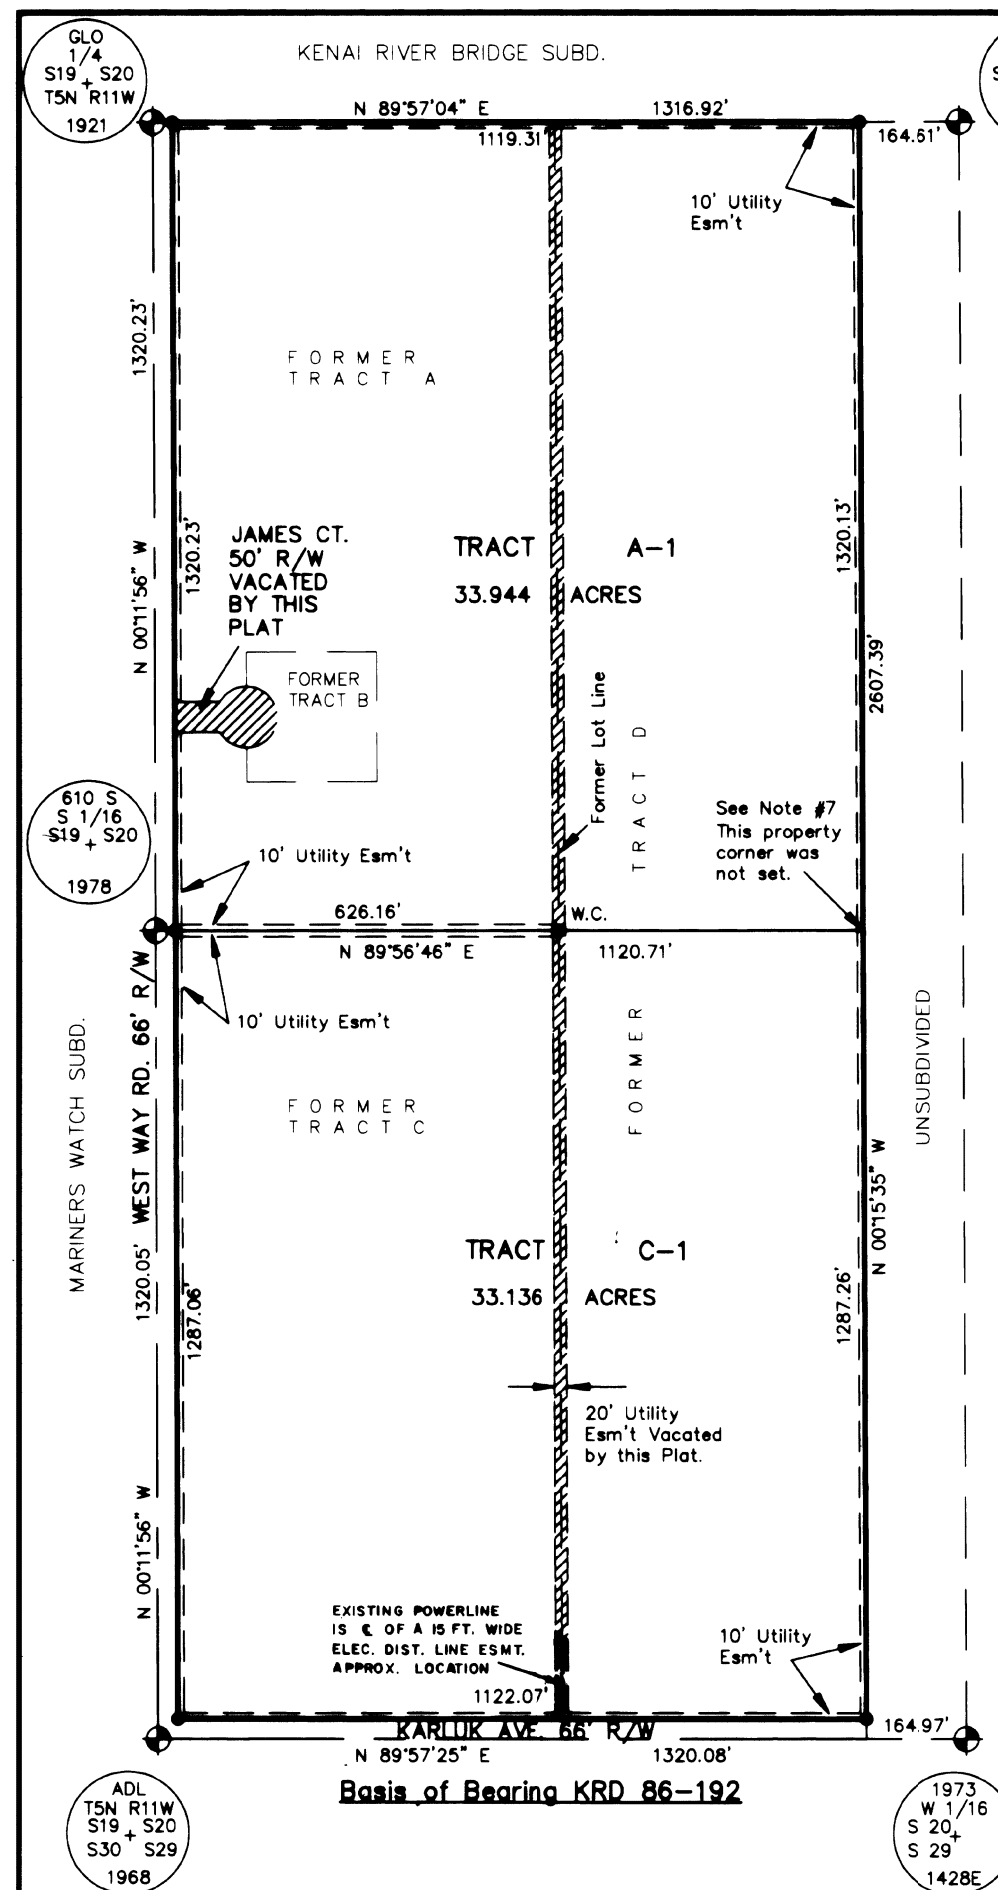 GLO
1/4
S19 + S20
T5N R11W
1921
KENAI RIVER BRIDGE SUBD.
S
N 89°57'04" E
1316.92'
1119.31'
164.61'
10' Utility
Esm't
1320.23'
FORMER
TRACT A
1320.23'
N 00°11'56" W
JAMES CT.
50' R/W
VACATED
BY THIS
PLAT
TRACT A-1
33.944 ACRES
1320.13'
2607.39'
FORMER
TRACT B
Former Lot Line
TRACT D
610 S
S 1/16
S19 + S20
1978
See Note #7
This property
corner was
not set.
10' Utility Esm't
626.16'
W.C.
N 89°56'46" E
1120.71'
10' Utility Esm't
WEST WAY RD. 66' R/W
MARINERS WATCH SUBD.
FORMER
UNSUBDIVIDED
FORMER
TRACT C
N 00°15'35" W
1320.05'
1287.06'
TRACT C-1
33.136 ACRES
1287.26'
20' Utility
Esm't Vacated
by this Plat.
N 00°11'56" W
EXISTING POWERLINE
IS ℄ OF A 15 FT. WIDE
ELEC. DIST. LINE ESMT.
APPROX. LOCATION
10' Utility
Esm't
1122.07'
164.97'
KARLUK AVE. 66' R/W
N 89°57'25" E
1320.08'
Basis of Bearing KRD 86-192
ADL
T5N R11W
S19 + S20
S30 S29
1968
1973
W 1/16
S 20 +
S 29
1428E